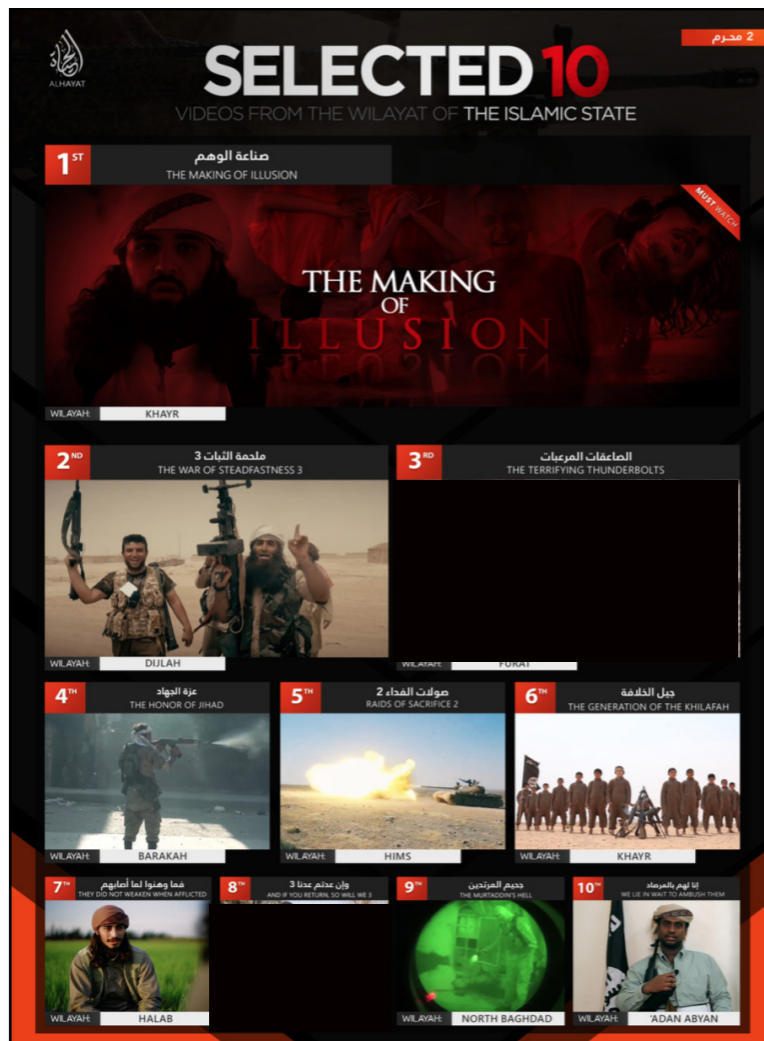 2 محرم
ALHAYAT
SELECTED10
VIDEOS FROM THE WILAYAT OF THE ISLAMIC STATE
1ST
صناعة الوهم
THE MAKING OF ILLUSION
MUST WATCH
THE MAKING
OF
ILLUSION
WILAYAH:
KHAYR
2ND
ملحمة الثبات 3
THE WAR OF STEADFASTNESS 3
WILAYAH:
DIJLAH
3RD
الصاعقات المرعبات
THE TERRIFYING THUNDERBOLTS
WILAYAH:
FURAT
4TH
عزة الجهاد
THE HONOR OF JIHAD
WILAYAH:
BARAKAH
5TH
صولات الفداء 2
RAIDS OF SACRIFICE 2
WILAYAH:
HIMS
6TH
جيل الخلافة
THE GENERATION OF THE KHILAFAH
WILAYAH:
KHAYR
7TH
فما وهنوا لما أصابهم
THEY DID NOT WEAKEN WHEN AFFLICTED
WILAYAH:
HALAB
8TH
وإن عدتم عدنا 3
AND IF YOU RETURN, SO WILL WE 3
9TH
جحيم المرتدين
THE MURTADDIN'S HELL
WILAYAH:
NORTH BAGHDAD
10TH
إنا لهم بالمرصاد
WE LIE IN WAIT TO AMBUSH THEM
WILAYAH:
'ADAN ABYAN